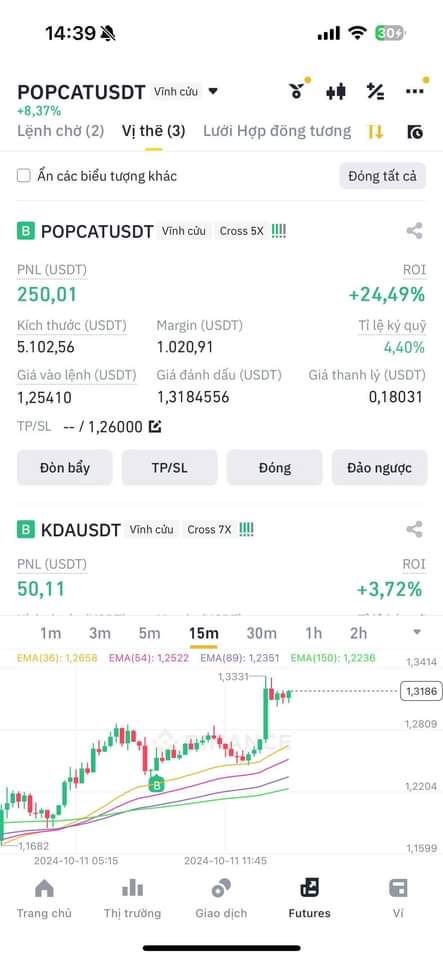 14:39
30
POPCATUSDT Vĩnh cửu
+8,37%
Lệnh chờ (2) Vị thế (3) Lưới Hợp đồng tương
Ẩn các biểu tượng khác Đóng tất cả
B POPCATUSDT Vĩnh cửu Cross 5X
PNL (USDT) ROI
250,01 +24,49%
Kích thước (USDT) Margin (USDT) Tỉ lệ ký quỹ
5.102,56 1.020,91 4,40%
Giá vào lệnh (USDT) Giá đánh dấu (USDT) Giá thanh lý (USDT)
1,25410 1,3184556 0,18031
TP/SL -- / 1,26000
Đòn bẩy TP/SL Đóng Đảo ngược
B KDAUSDT Vĩnh cửu Cross 7X
PNL (USDT) ROI
50,11 +3,72%
1m 3m 5m 15m 30m 1h 2h
EMA(36): 1,2658 EMA(54): 1,2522 EMA(89): 1,2351 EMA(150): 1,2236
1,3414
1,3331
1,3186
1,2809
BINANCE
B
1,2204
1,1682
1,1599
2024-10-11 05:15 2024-10-11 11:45
Trang chủ Thị trường Giao dịch Futures Ví